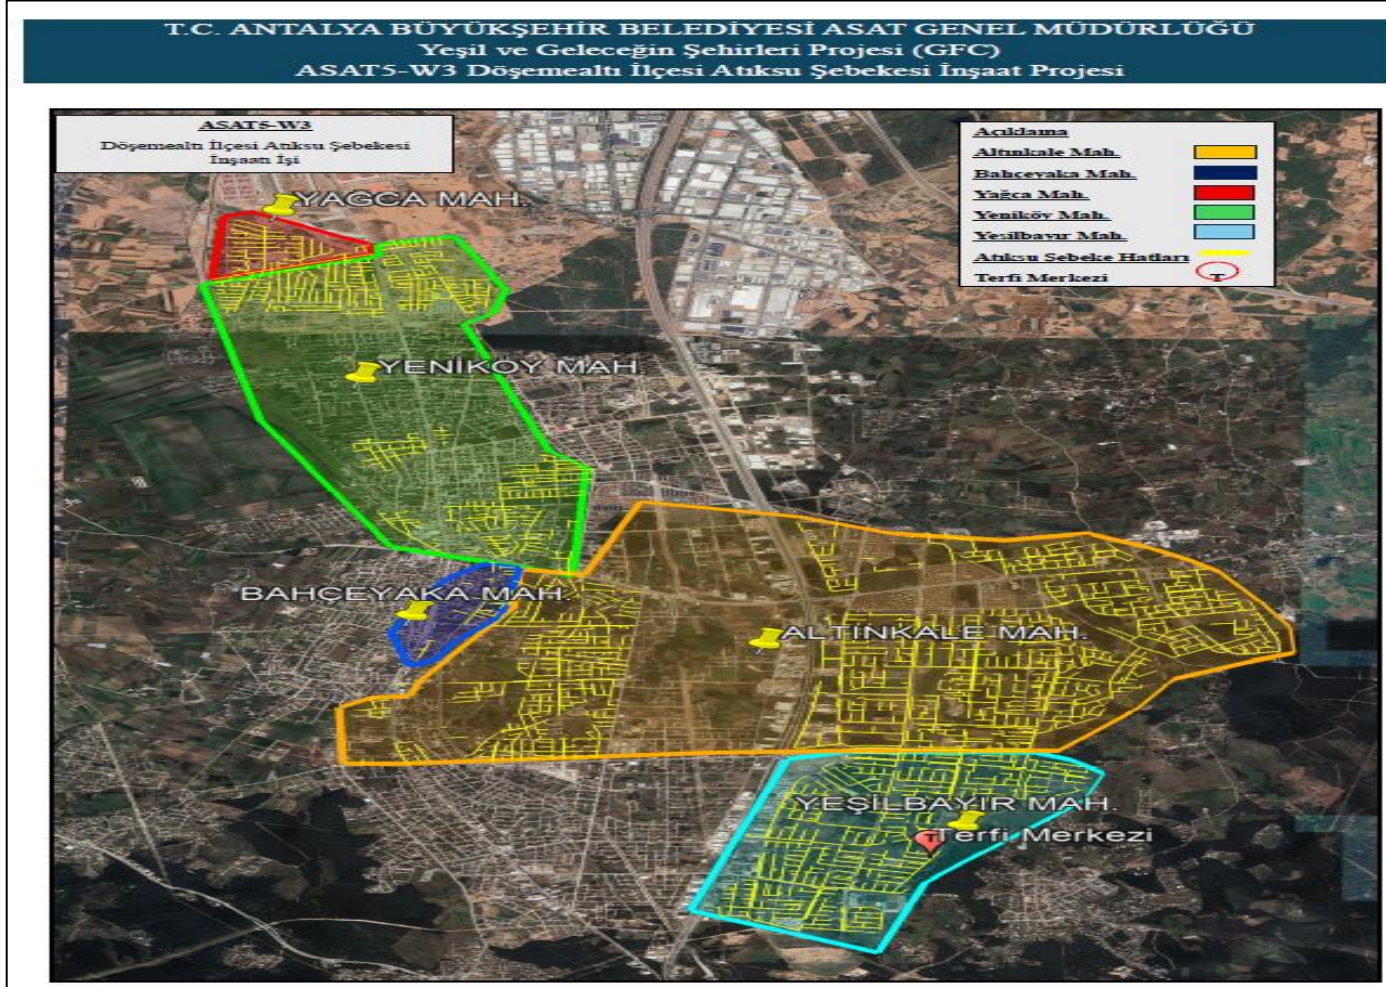 T.C. ANTALYA BÜYÜKŞEHİR BELEDİYESİ ASAT GENEL MÜDÜRLÜĞÜ
Yeşil ve Geleceğin Şehirleri Projesi (GFC)
ASAT5-W3 Döşemealtı İlçesi Atıksu Şebekesi İnşaat Projesi
ASAT5-W3
Döşemealtı İlçesi Atıksu Şebekesi
İnşaatı İşi
Açıklama
Altınkale Mah.
Bahçeyaka Mah.
Yağca Mah.
Yeniköy Mah.
Yeşilbayır Mah.
Atıksu Şebeke Hatları
Terfi Merkezi
T
YAĞCA MAH.
YENİKÖY MAH.
BAHÇEYAKA MAH.
ALTINKALE MAH.
YEŞİLBAYIR MAH.
T
Terfi Merkezi